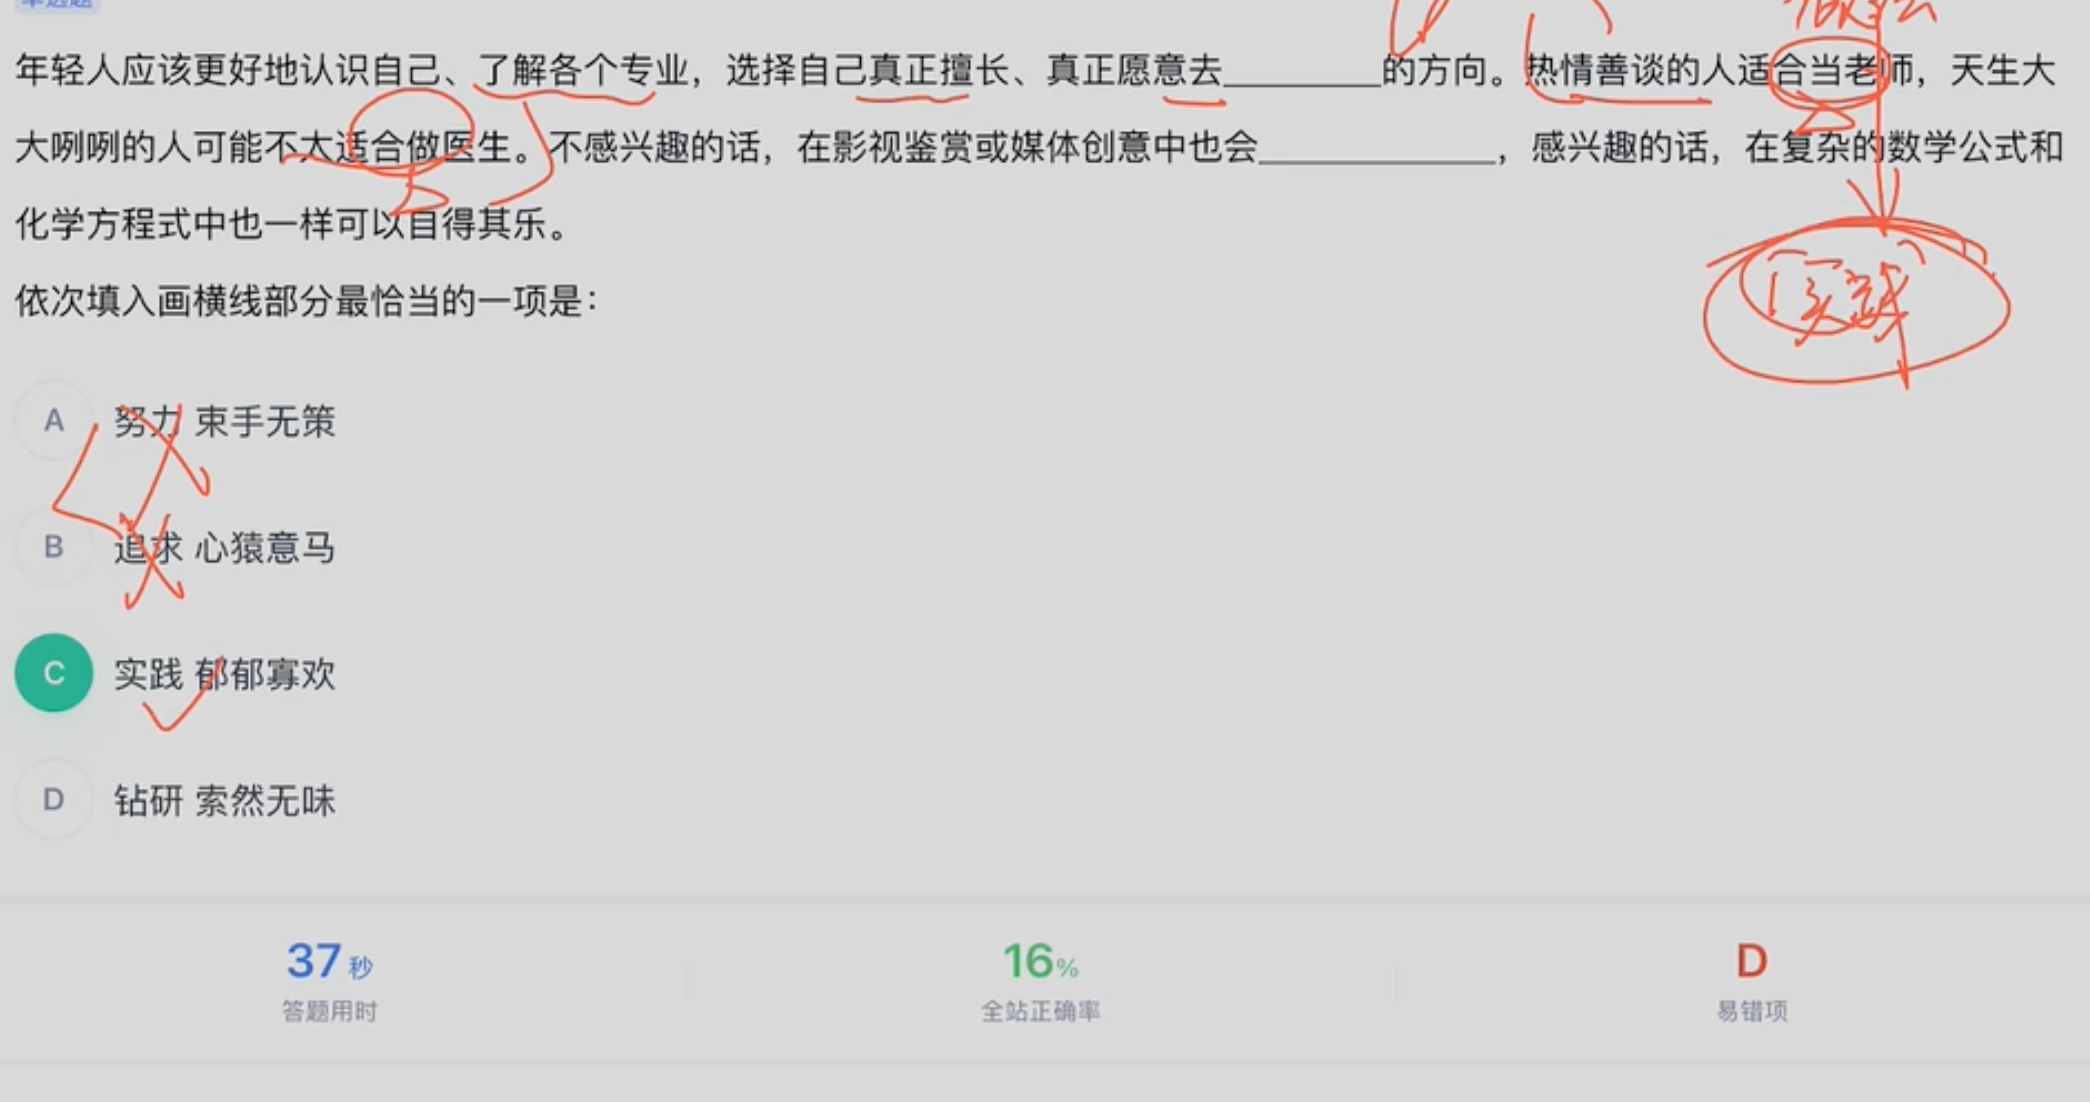 单选题
年轻人应该更好地认识自己、了解各个专业，选择自己真正擅长、真正愿意去________的方向。热情善谈的人适合当老师，天生大
大咧咧的人可能不太适合做医生。不感兴趣的话，在影视鉴赏或媒体创意中也会____________，感兴趣的话，在复杂的数学公式和
化学方程式中也一样可以自得其乐。
实践
依次填入画横线部分最恰当的一项是：
A 努力 束手无策
B 追求 心猿意马
C 实践 郁郁寡欢
D 钻研 索然无味
37秒 16% D
答题用时 全站正确率 易错项